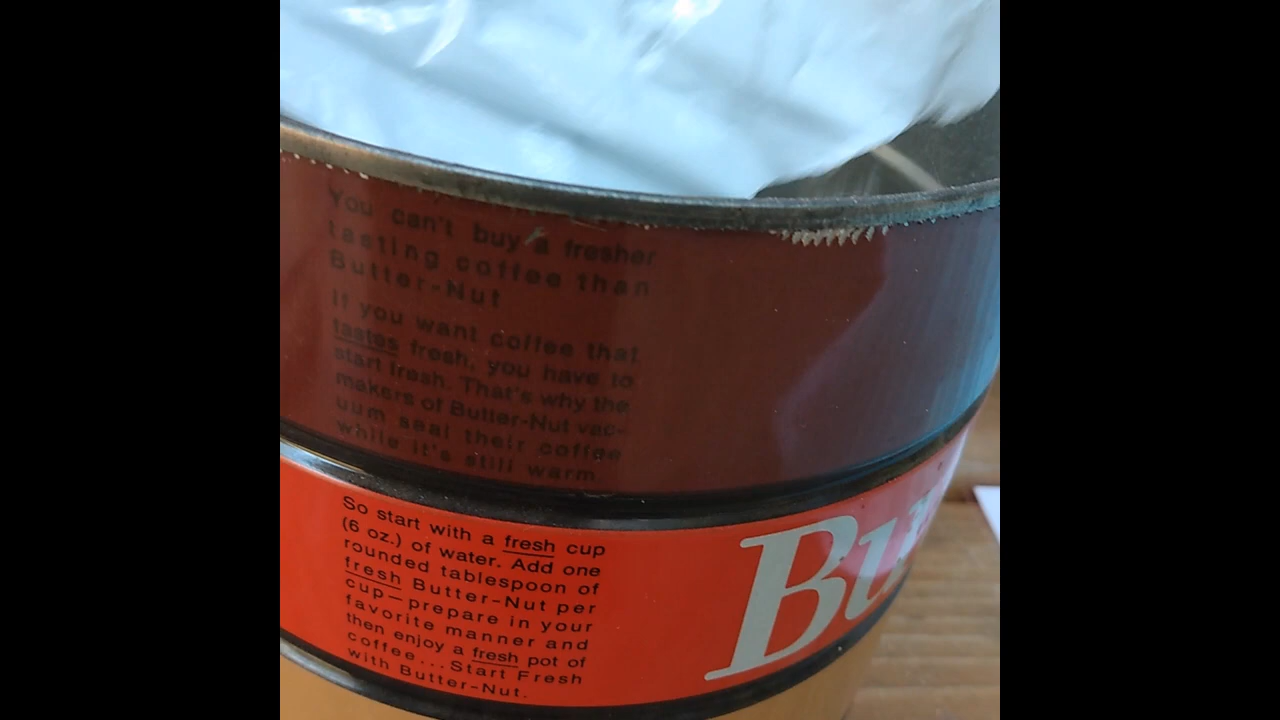 You can't buy a fresher
tasting coffee than
Butter-Nut
If you want coffee that
tastes fresh, you have to
start fresh. That's why the
makers of Butter-Nut vac-
uum seal their coffee
while it's still warm.
So start with a fresh cup
(6 oz.) of water. Add one
rounded tablespoon of
fresh Butter-Nut per
cup—prepare in your
favorite manner and
then enjoy a fresh pot of
coffee...Start Fresh
with Butter-Nut.
Bu